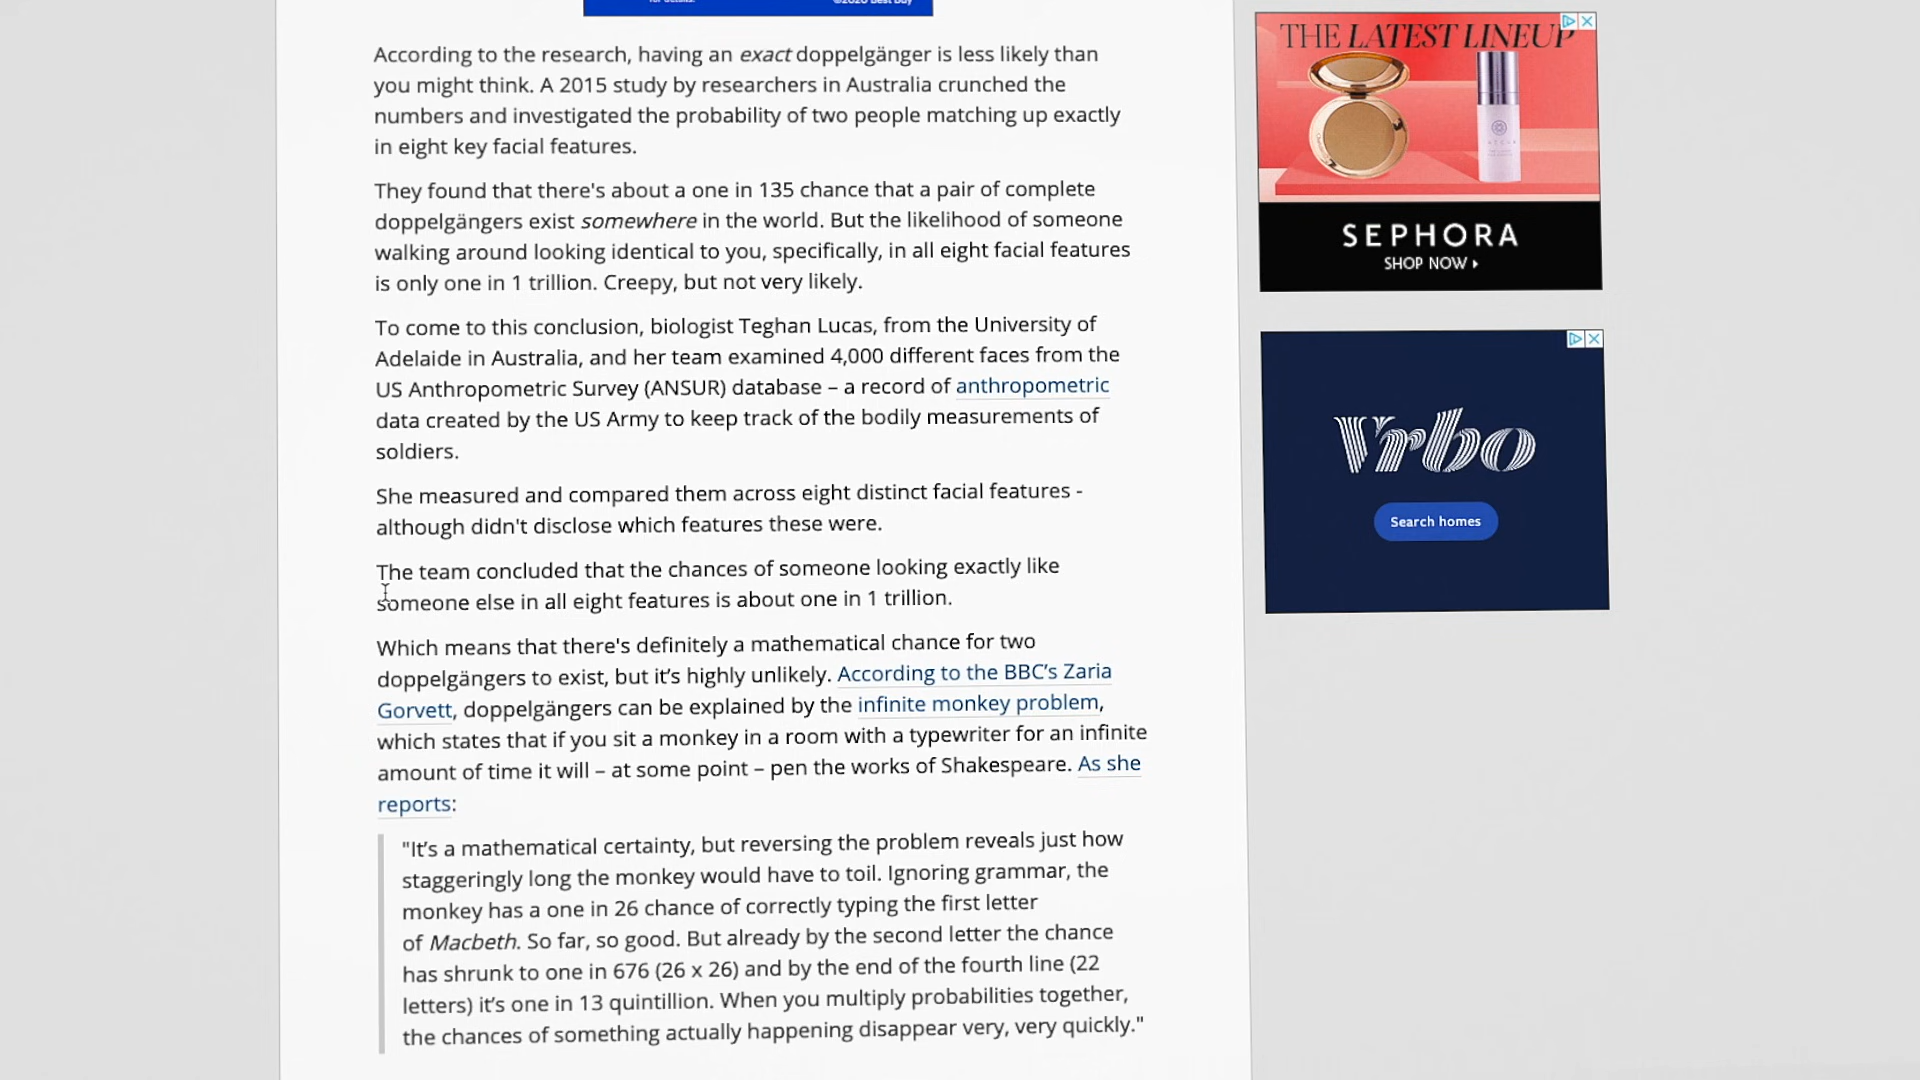 ©2020 Best Buy
According to the research, having an exact doppelgänger is less likely than
you might think. A 2015 study by researchers in Australia crunched the
numbers and investigated the probability of two people matching up exactly
in eight key facial features.
They found that there's about a one in 135 chance that a pair of complete
doppelgängers exist somewhere in the world. But the likelihood of someone
walking around looking identical to you, specifically, in all eight facial features
is only one in 1 trillion. Creepy, but not very likely.
To come to this conclusion, biologist Teghan Lucas, from the University of
Adelaide in Australia, and her team examined 4,000 different faces from the
US Anthropometric Survey (ANSUR) database – a record of anthropometric
data created by the US Army to keep track of the bodily measurements of
soldiers.
She measured and compared them across eight distinct facial features -
although didn't disclose which features these were.
The team concluded that the chances of someone looking exactly like
someone else in all eight features is about one in 1 trillion.
Which means that there's definitely a mathematical chance for two
doppelgängers to exist, but it’s highly unlikely. According to the BBC’s Zaria
Gorvett, doppelgängers can be explained by the infinite monkey problem,
which states that if you sit a monkey in a room with a typewriter for an infinite
amount of time it will – at some point – pen the works of Shakespeare. As she
reports:
"It’s a mathematical certainty, but reversing the problem reveals just how
staggeringly long the monkey would have to toil. Ignoring grammar, the
monkey has a one in 26 chance of correctly typing the first letter
of Macbeth. So far, so good. But already by the second letter the chance
has shrunk to one in 676 (26 x 26) and by the end of the fourth line (22
letters) it’s one in 13 quintillion. When you multiply probabilities together,
the chances of something actually happening disappear very, very quickly."
THE LATEST LINEUP
SEPHORA
SHOP NOW
Vrbo
Search homes